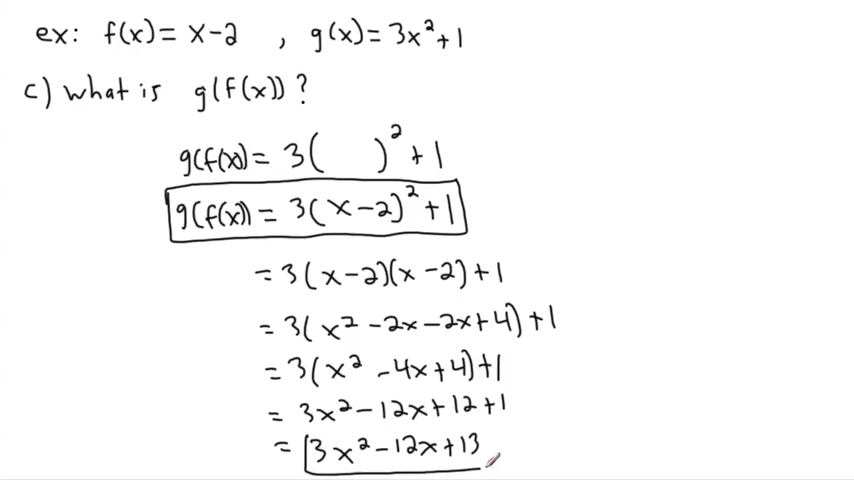 ex: f(x) = x-2 , g(x) = 3x²+1
c) what is g(f(x))?
g(f(x)) = 3( )² + 1
g(f(x)) = 3(x-2)² + 1
= 3(x-2)(x-2) + 1
= 3(x² -2x-2x+4) + 1
= 3(x² -4x+4) + 1
= 3x² - 12x + 12 + 1
= 3x² - 12x + 13